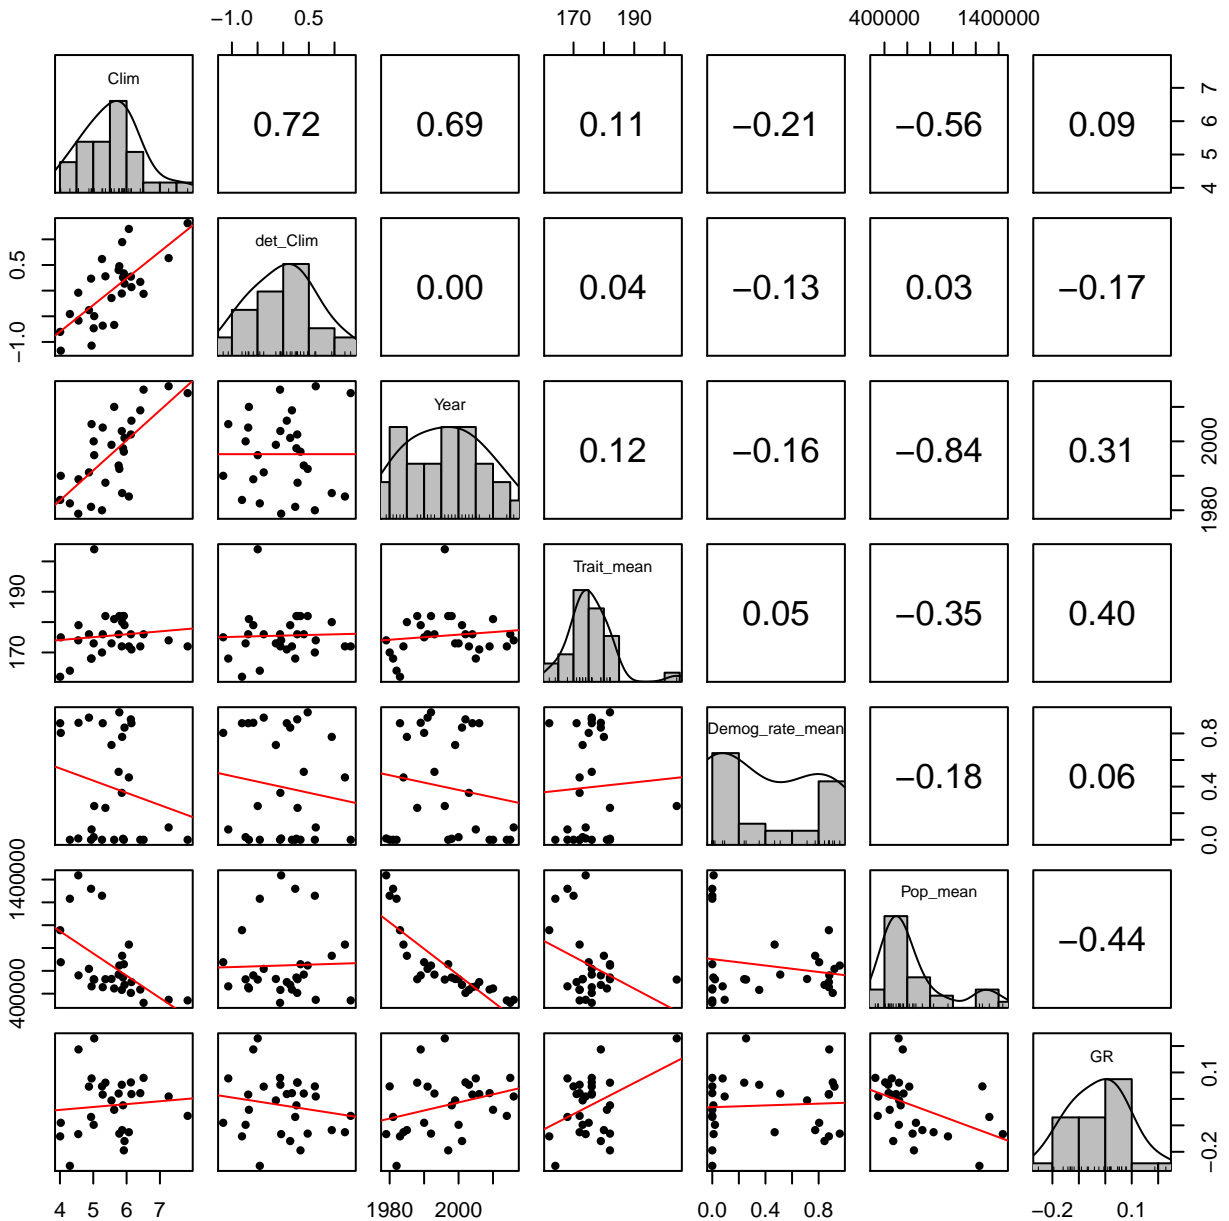 −1.0 0.5 170 190 400000 1400000
Clim 0.72 0.69 0.11 −0.21 −0.56 0.09
4 5 6 7
det_Clim 0.00 0.04 −0.13 0.03 −0.17
−1.0 0.5
Year 0.12 −0.16 −0.84 0.31
1980 2000
Trait_mean 0.05 −0.35 0.40
170 190
Demog_rate_mean −0.18 0.06
0.0 0.4 0.8
Pop_mean −0.44
400000 1400000
GR
−0.2 0.1
4 5 6 7 1980 2000 0.0 0.4 0.8 −0.2 0.1